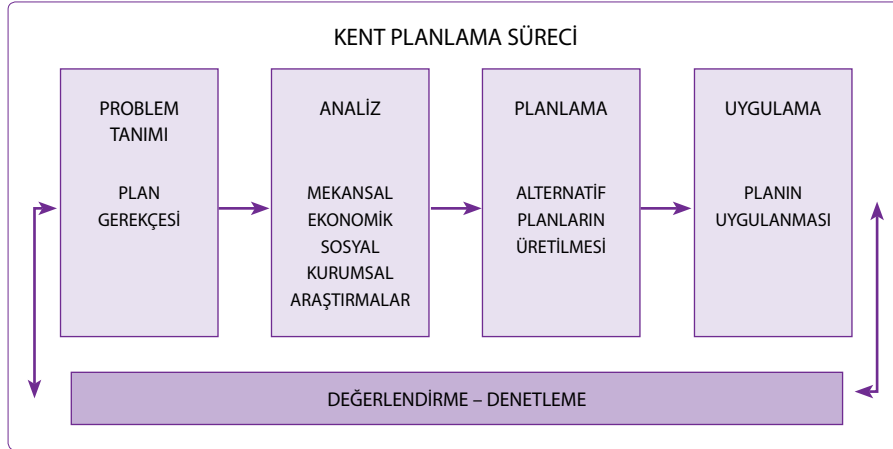 KENT PLANLAMA SÜRECİ
PROBLEM
TANIMI
PLAN
GEREKÇESİ
ANALİZ
MEKANSAL
EKONOMİK
SOSYAL
KURUMSAL
ARAŞTIRMALAR
PLANLAMA
ALTERNATİF
PLANLARIN
ÜRETİLMESİ
UYGULAMA
PLANIN
UYGULANMASI
DEĞERLENDİRME – DENETLEME